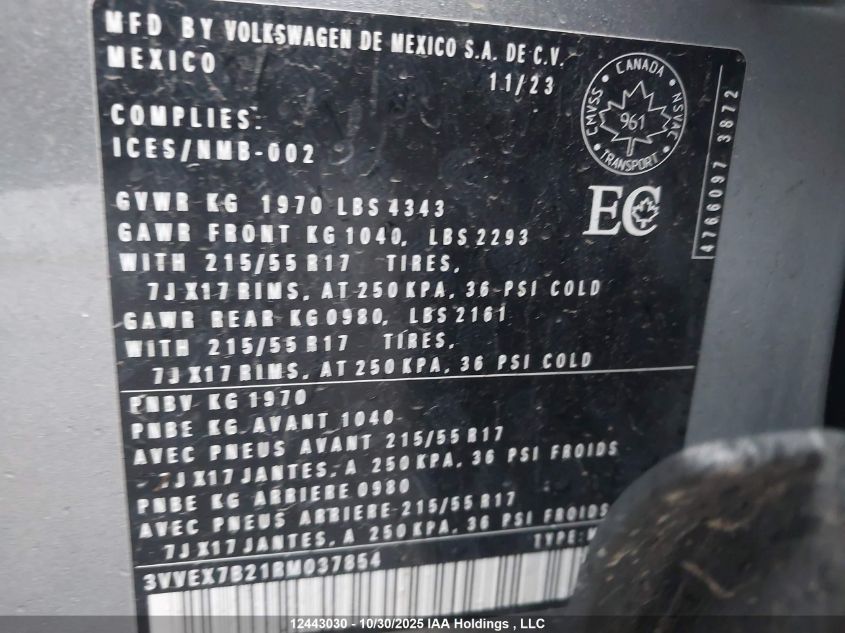 MFD BY VOLKSWAGEN DE MEXICO S.A. DE C.V.
MEXICO 11/23
CANADA
CMVSS 961 NSVAC
TRANSPORT
COMPLIES:
ICES/NMB-002
EC
4766097 3872
GVWR KG 1970 LBS 4343
GAWR FRONT KG 1040, LBS 2293
WITH 215/55 R17 TIRES,
7J X17 RIMS, AT 250 KPA, 36 PSI COLD
GAWR REAR KG 0980, LBS 2161
WITH 215/55 R17 TIRES,
7J X17 RIMS, AT 250 KPA, 36 PSI COLD
PNBV KG 1970
PNBE KG AVANT 1040
AVEC PNEUS AVANT 215/55 R17
7J X17 JANTES, A 250 KPA, 36 PSI FROIDS
PNBE KG ARRIERE 0980
AVEC PNEUS ARRIERE 215/55 R17
7J X17 JANTES, A 250 KPA, 36 PSI FROIDS
3VVEX7B21RM037854 TYPE:
12443030 - 10/30/2025 IAA Holdings , LLC